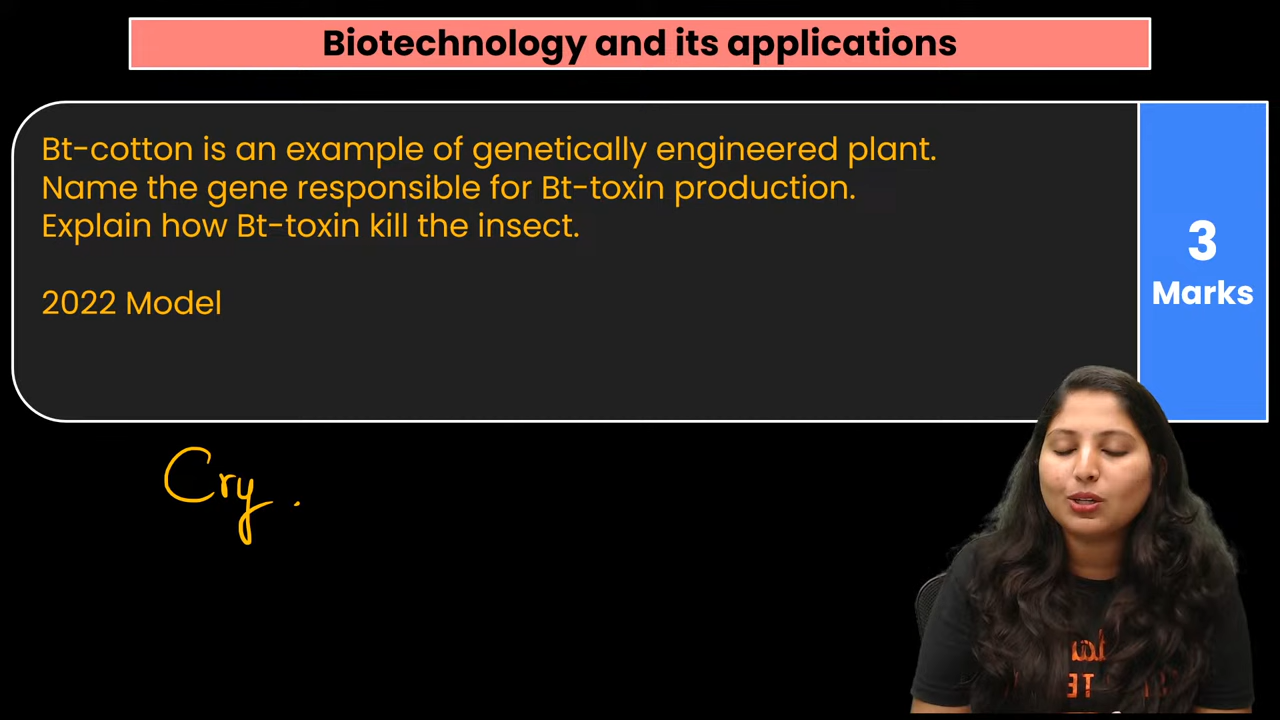 Biotechnology and its applications
Bt-cotton is an example of genetically engineered plant.
Name the gene responsible for Bt-toxin production.
Explain how Bt-toxin kill the insect.
2022 Model
3
Marks
Cry .